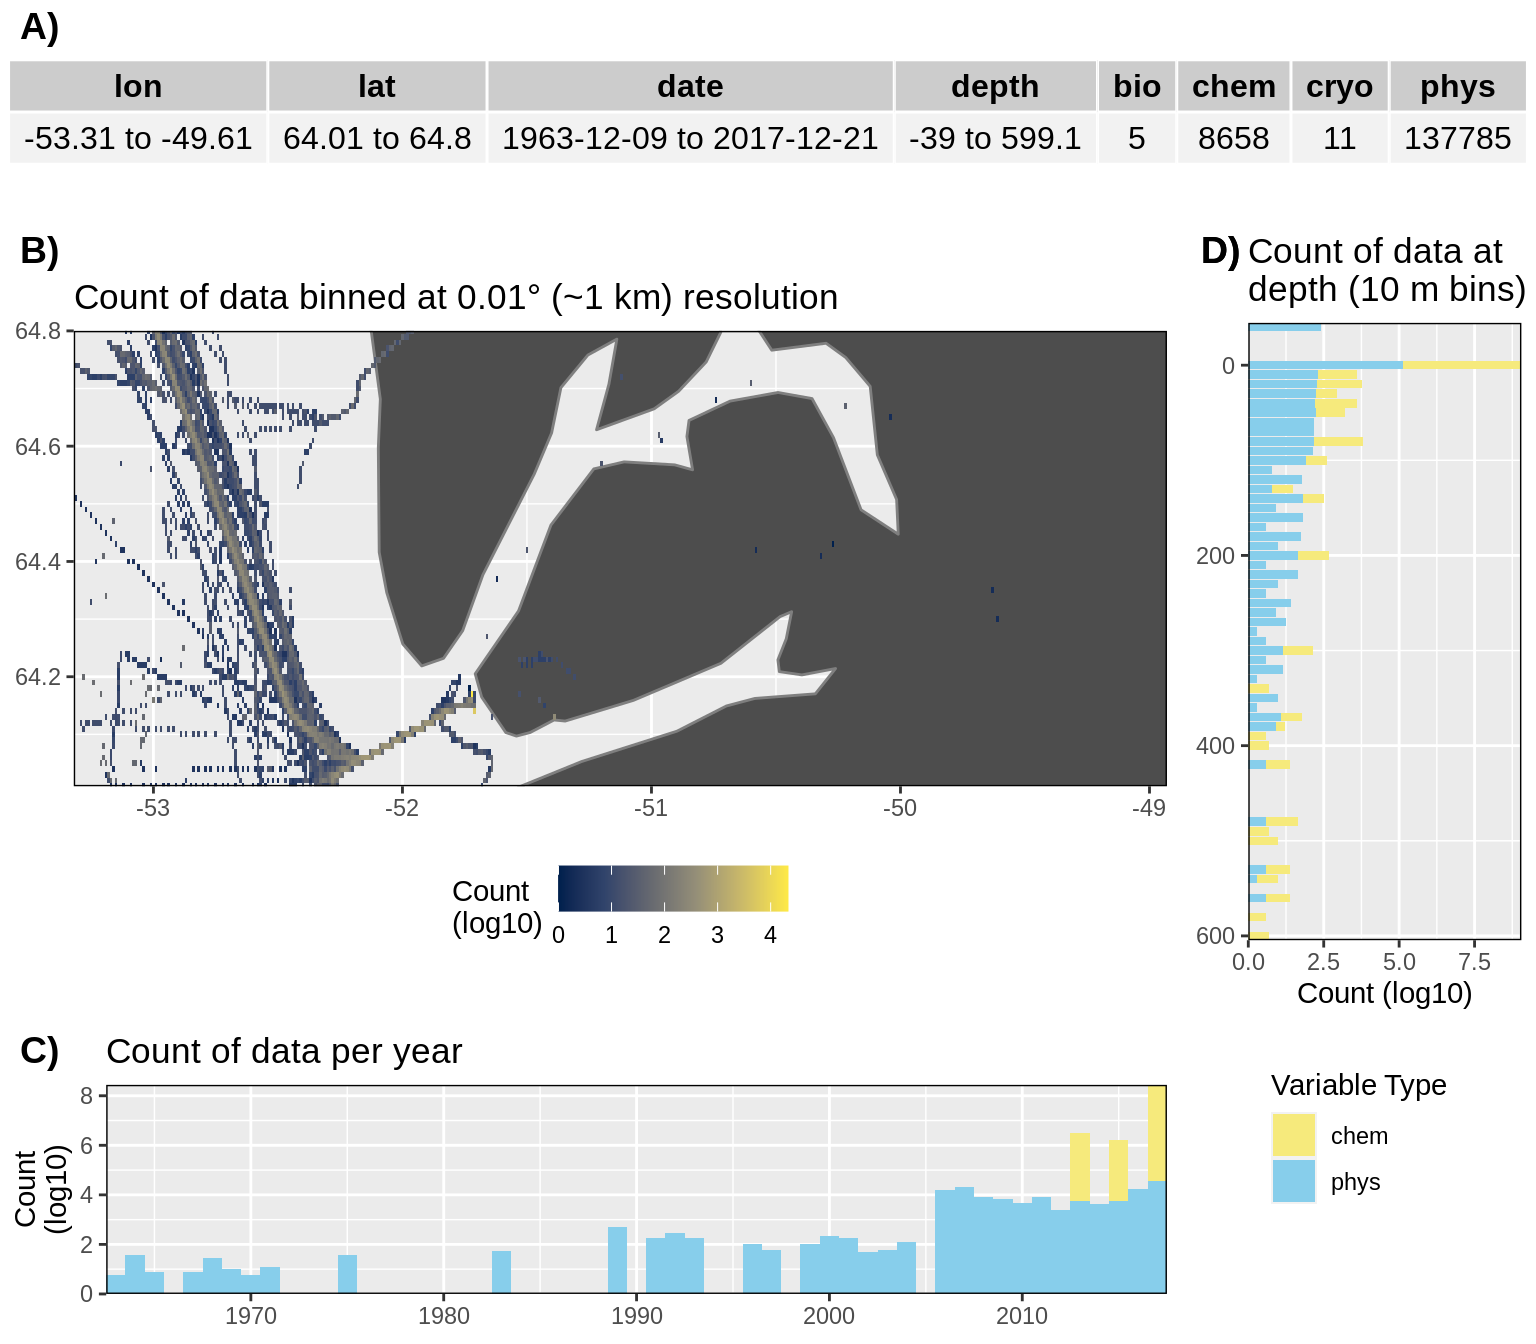 A)
lon lat date depth bio chem cryo phys
-53.31 to -49.61 64.01 to 64.8 1963-12-09 to 2017-12-21 -39 to 599.1 5 8658 11 137785
B)
Count of data binned at 0.01° (~1 km) resolution
64.8
64.6
64.4
64.2
-53 -52 -51 -50 -49
Count
(log10)
0 1 2 3 4
D) Count of data at
depth (10 m bins)
0
200
400
600
0.0 2.5 5.0 7.5
Count (log10)
C) Count of data per year
Count
(log10)
8
6
4
2
0
1970 1980 1990 2000 2010
Variable Type
chem
phys